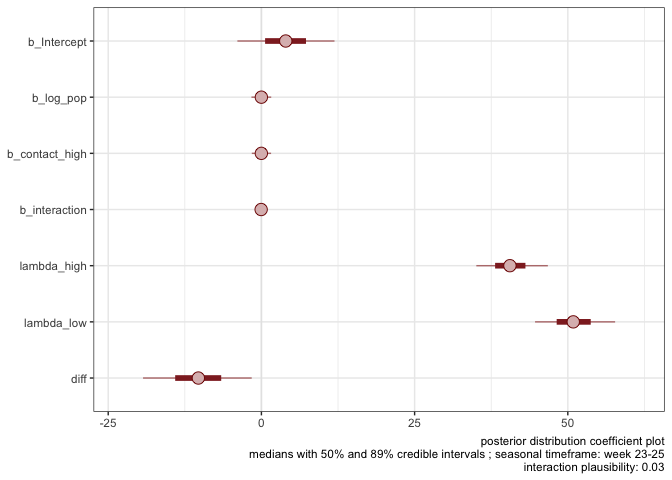 b_Intercept
b_log_pop
b_contact_high
b_interaction
lambda_high
lambda_low
diff
-25 0 25 50
posterior distribution coefficient plot
medians with 50% and 89% credible intervals ; seasonal timeframe: week 23-25
interaction plausibility: 0.03